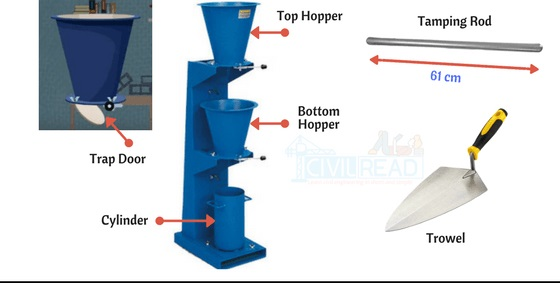 Top Hopper
Tamping Rod
61 cm
Bottom
Hopper
Trap Door
CIVILREAD
Cylinder
Trowel